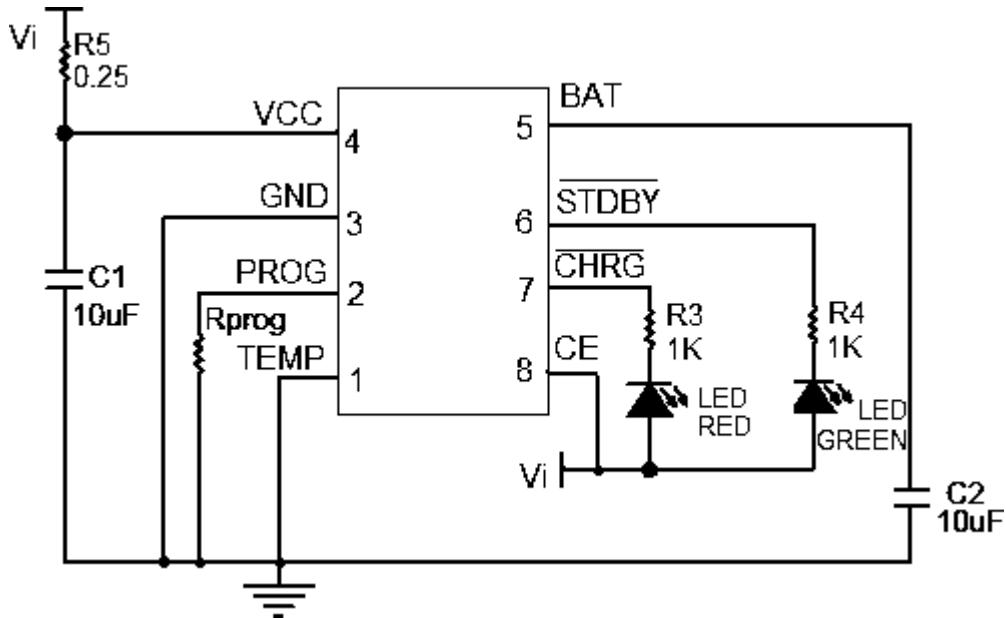 Vi
R5
0.25
VCC
4
GND
3
PROG
2
Rprog
TEMP
1
C1
10uF
BAT
5
STDBY
6
CHRG
7
CE
8
R3
1K
R4
1K
LED
RED
LED
GREEN
Vi
C2
10uF